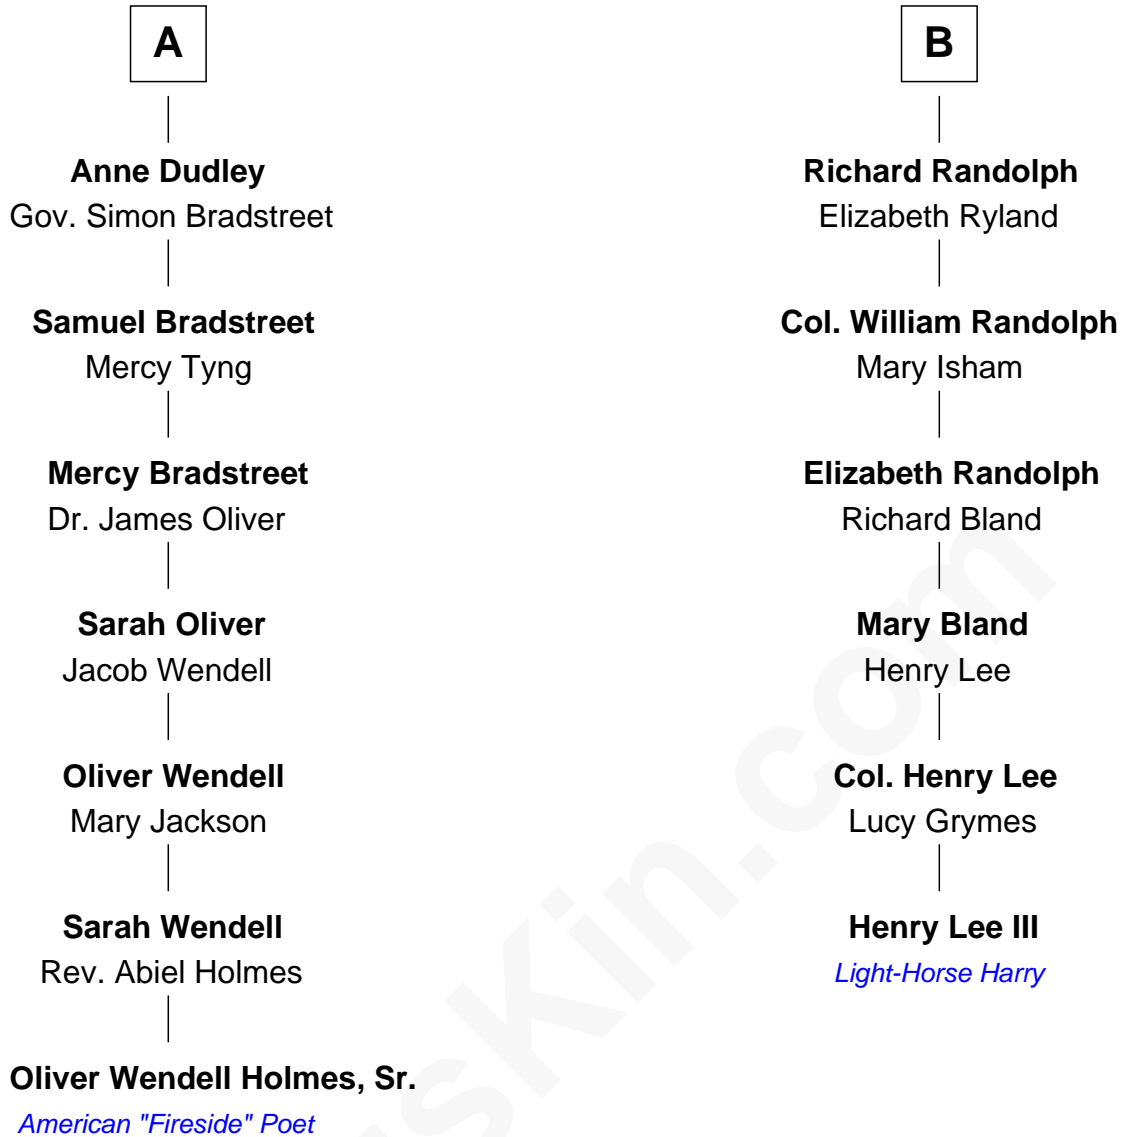 A
Anne Dudley
Gov. Simon Bradstreet
Samuel Bradstreet
Mercy Tyng
Mercy Bradstreet
Dr. James Oliver
Sarah Oliver
Jacob Wendell
Oliver Wendell
Mary Jackson
Sarah Wendell
Rev. Abiel Holmes
Oliver Wendell Holmes, Sr.
American "Fireside" Poet
B
Richard Randolph
Elizabeth Ryland
Col. William Randolph
Mary Isham
Elizabeth Randolph
Richard Bland
Mary Bland
Henry Lee
Col. Henry Lee
Lucy Grymes
Henry Lee III
Light-Horse Harry
sKin.com